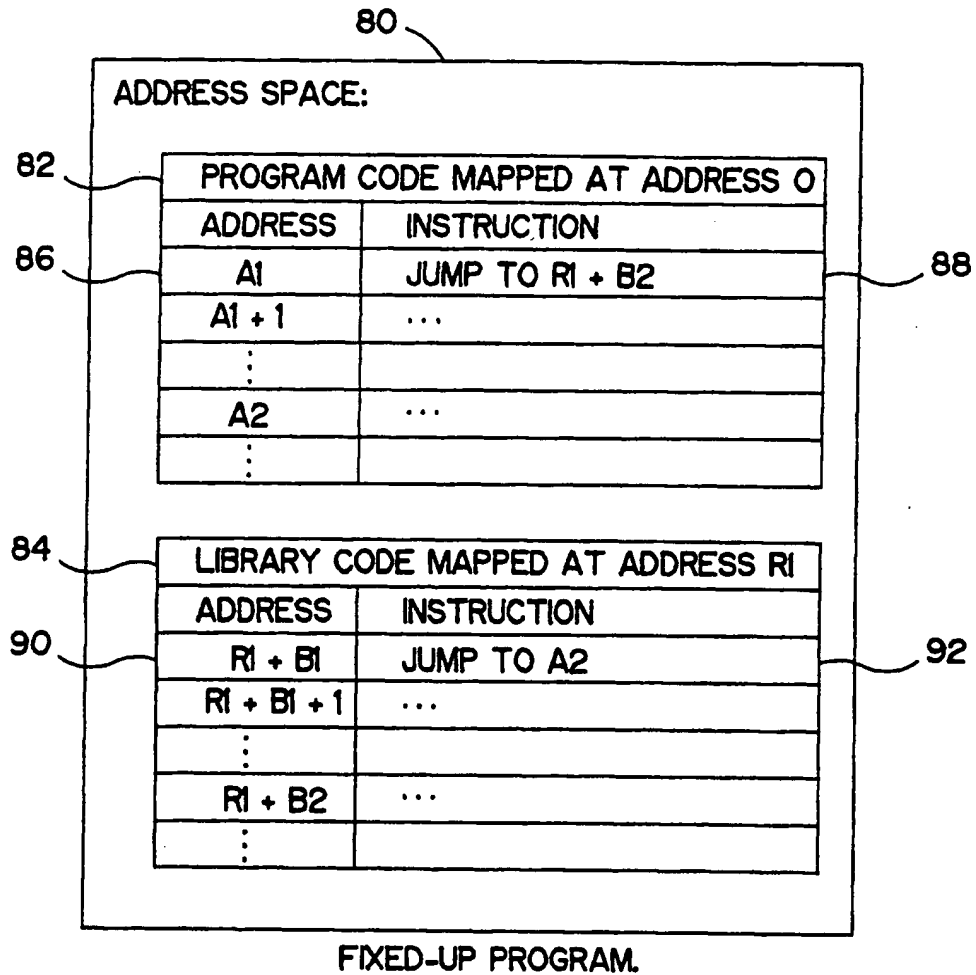 80
ADDRESS SPACE:
82
PROGRAM CODE MAPPED AT ADDRESS 0
ADDRESS INSTRUCTION
86 A1 JUMP TO R1 + B2 88
A1 + 1 ...
⋮
A2 ...
⋮
84
LIBRARY CODE MAPPED AT ADDRESS R1
ADDRESS INSTRUCTION
90 R1 + B1 JUMP TO A2 92
R1 + B1 + 1 ...
⋮
R1 + B2 ...
⋮
FIXED-UP PROGRAM.